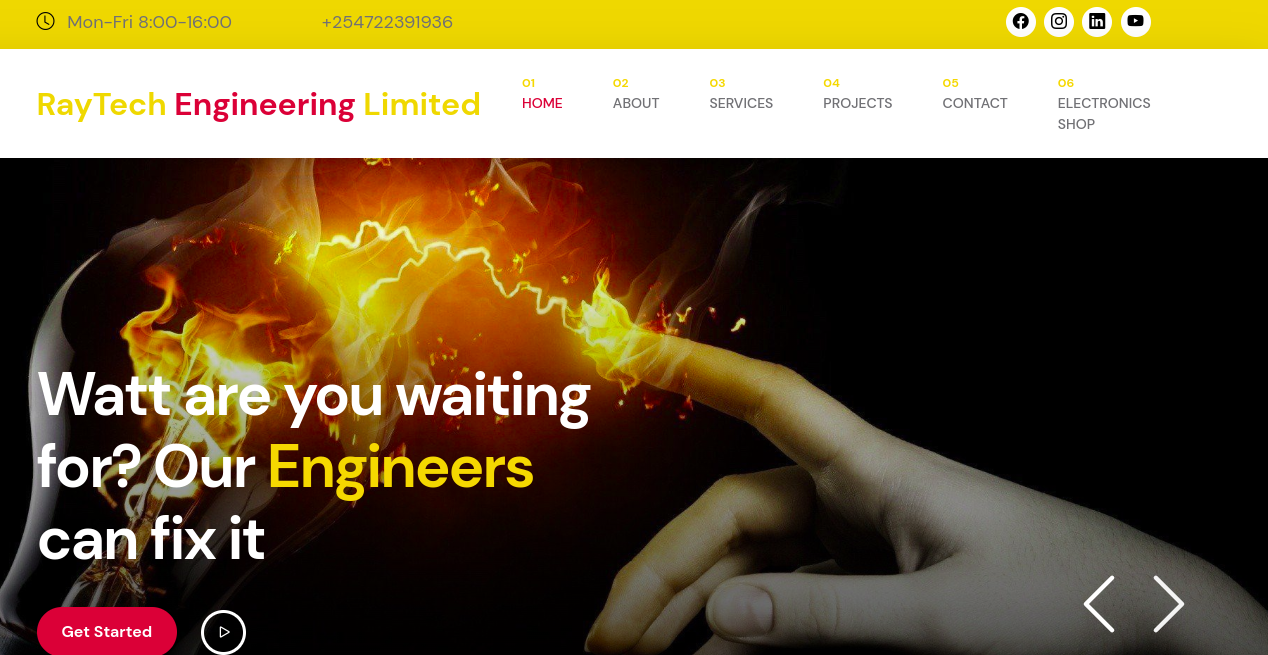 Mon-Fri 8:00-16:00
+254722391936
RayTech Engineering Limited
01
HOME
02
ABOUT
03
SERVICES
04
PROJECTS
05
CONTACT
06
ELECTRONICS
SHOP
Watt are you waiting
for? Our Engineers
can fix it
Get Started